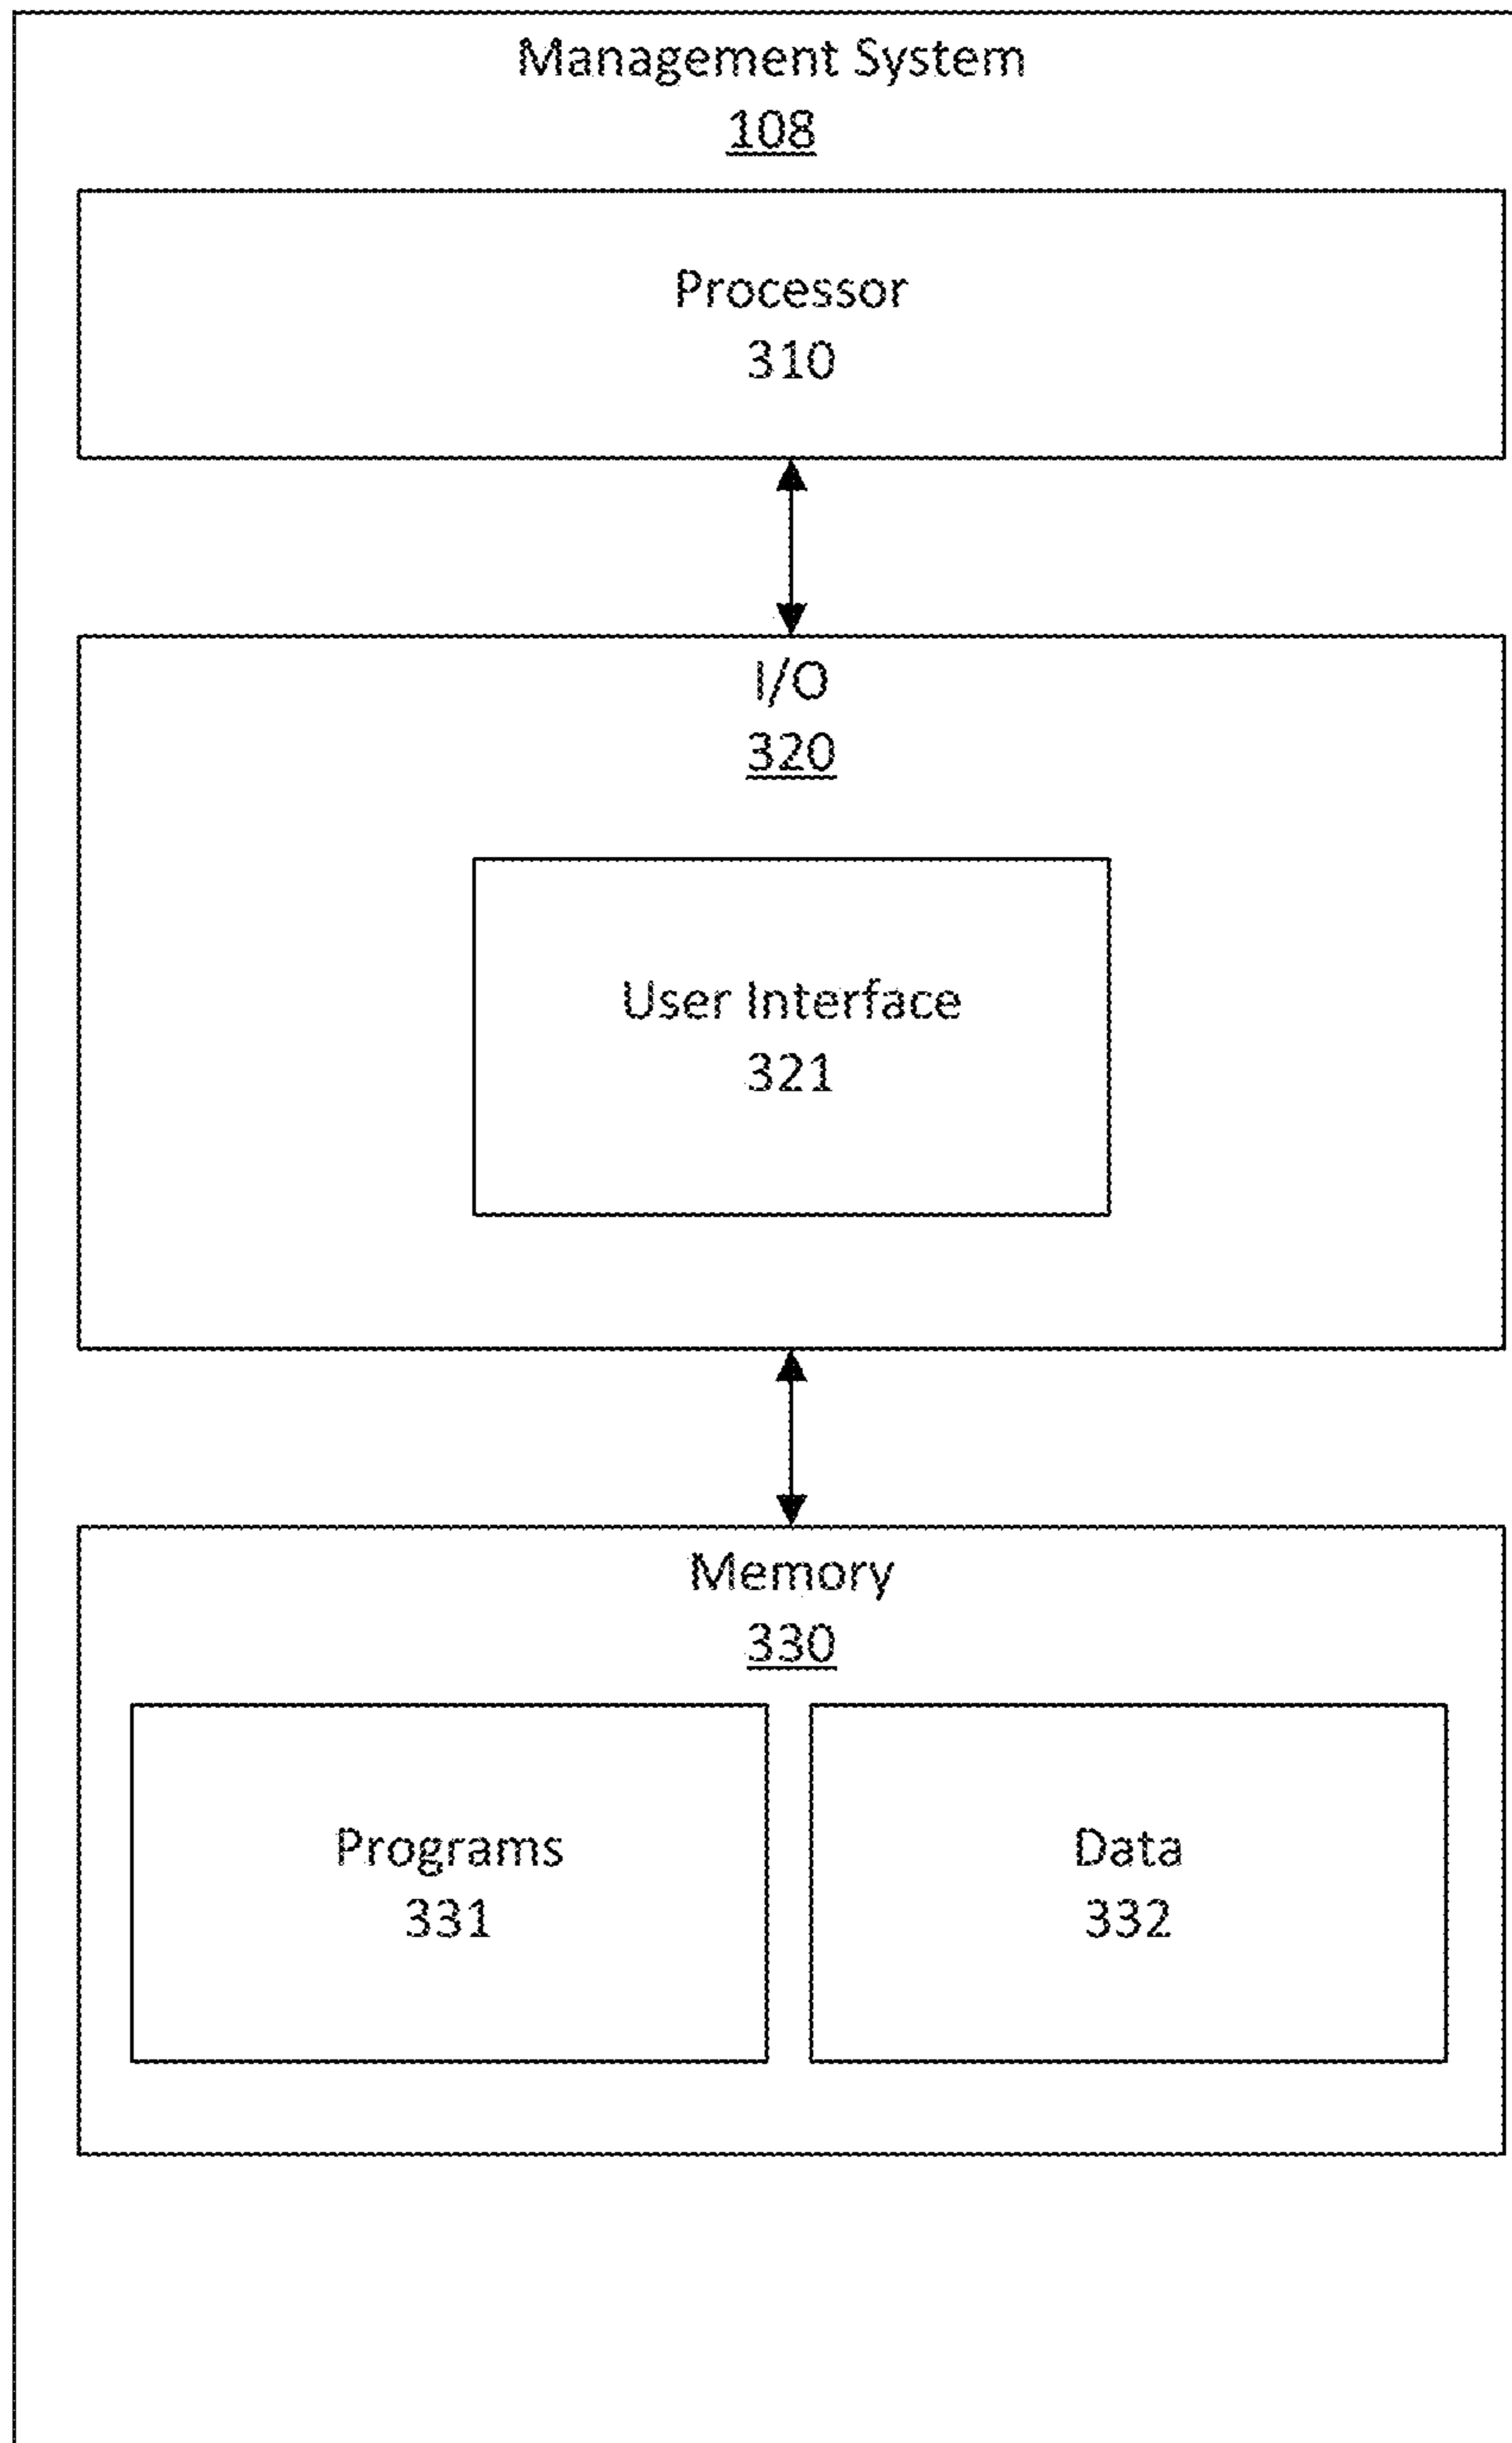 Management System
108
Processor
310
I/O
320
User Interface
321
Memory
330
Programs
331
Data
332